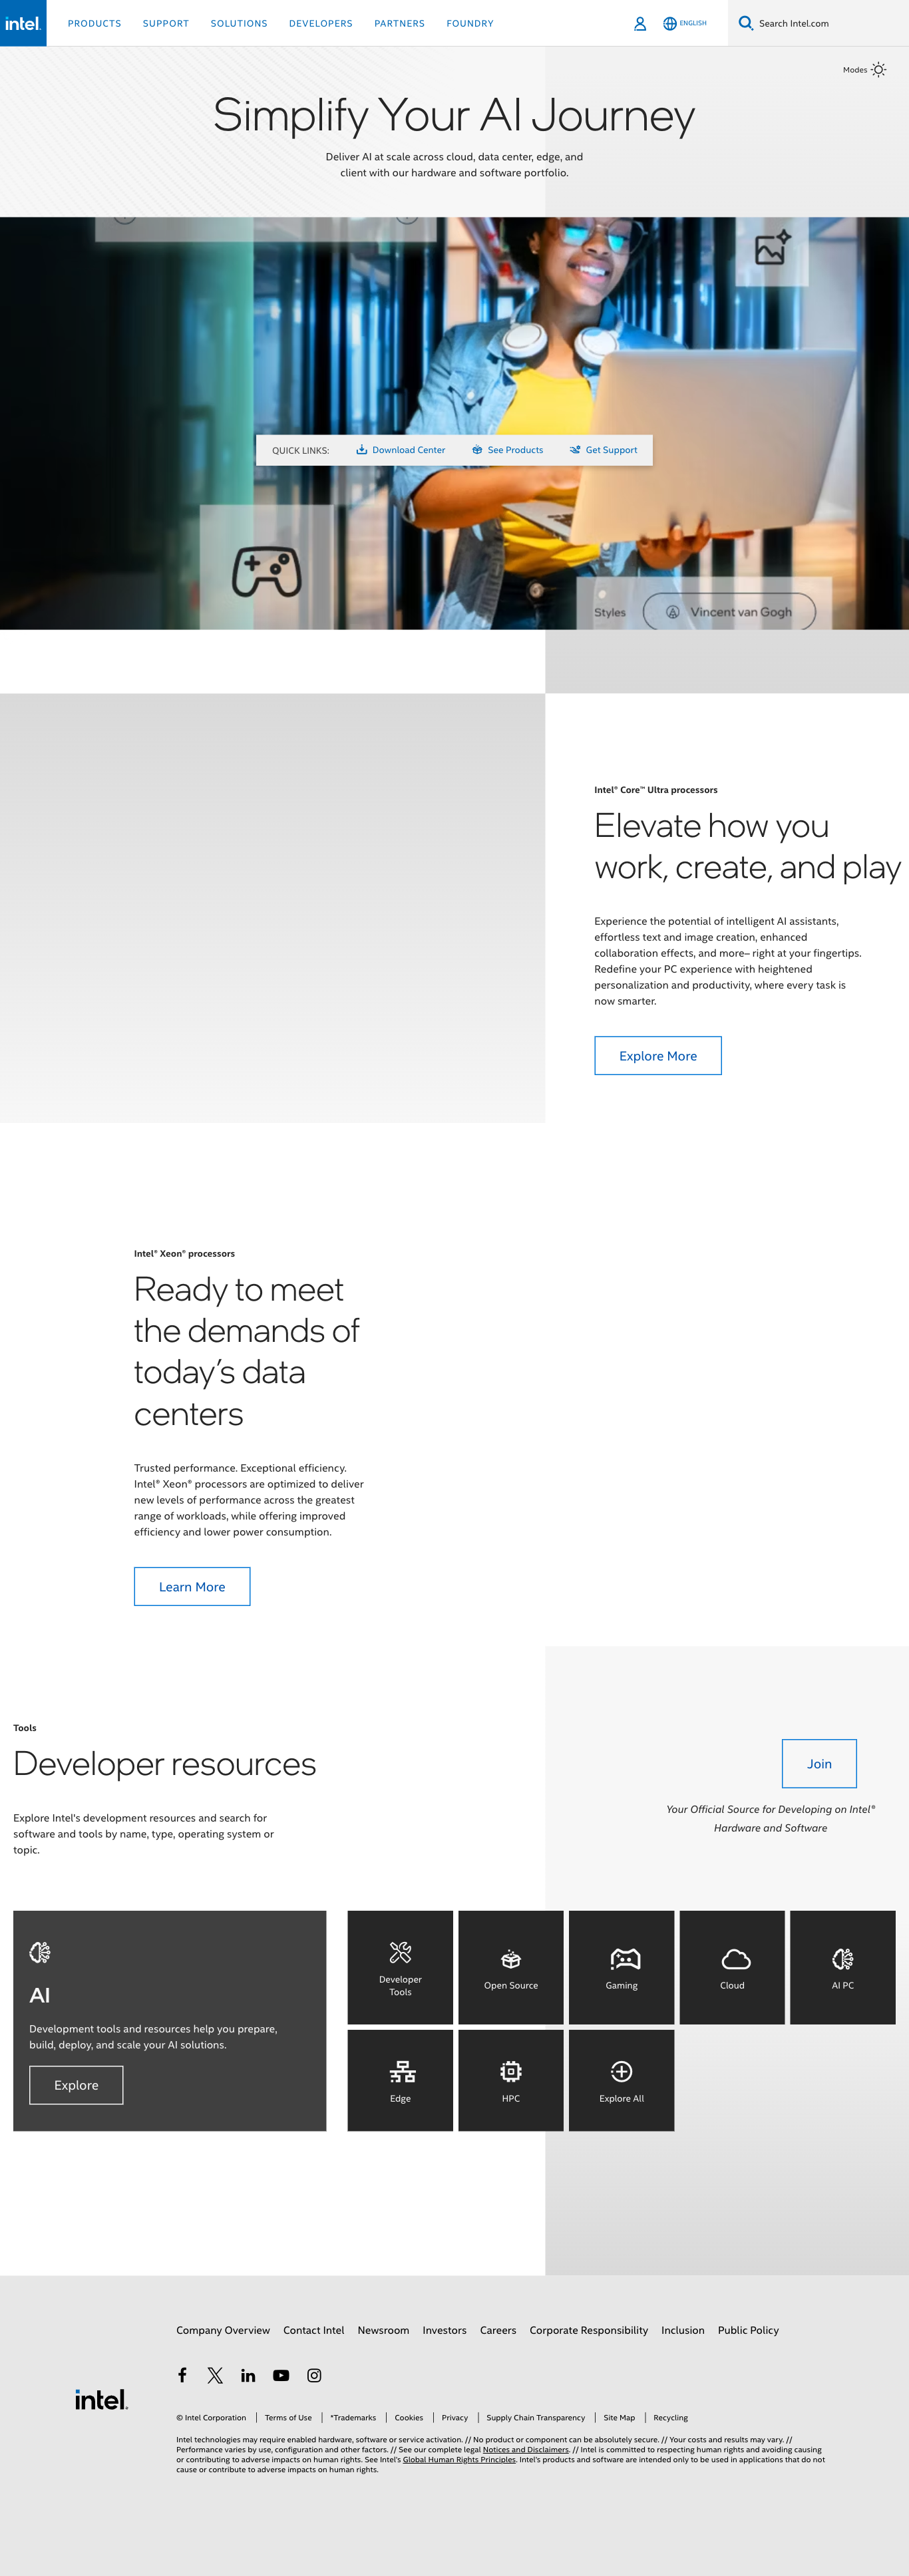 intel.
PRODUCTS
SUPPORT
SOLUTIONS
DEVELOPERS
PARTNERS
FOUNDRY
ENGLISH
Search Intel.com
Modes
Simplify Your AI Journey
Deliver AI at scale across cloud, data center, edge, and
client with our hardware and software portfolio.
QUICK LINKS:
Download Center
See Products
Get Support
Styles
Vincent van Gogh
Intel® Core™ Ultra processors
Elevate how you
work, create, and play
Experience the potential of intelligent AI assistants,
effortless text and image creation, enhanced
collaboration effects, and more– right at your fingertips.
Redefine your PC experience with heightened
personalization and productivity, where every task is
now smarter.
Explore More
Intel® Xeon® processors
Ready to meet
the demands of
today’s data
centers
Trusted performance. Exceptional efficiency.
Intel® Xeon® processors are optimized to deliver
new levels of performance across the greatest
range of workloads, while offering improved
efficiency and lower power consumption.
Learn More
Tools
Developer resources
Explore Intel's development resources and search for
software and tools by name, type, operating system or
topic.
Join
Your Official Source for Developing on Intel®
Hardware and Software
AI
Development tools and resources help you prepare,
build, deploy, and scale your AI solutions.
Explore
Developer
Tools
Open Source
Gaming
Cloud
AI PC
Edge
HPC
Explore All
Company Overview
Contact Intel
Newsroom
Investors
Careers
Corporate Responsibility
Inclusion
Public Policy
intel.
© Intel Corporation
Terms of Use
*Trademarks
Cookies
Privacy
Supply Chain Transparency
Site Map
Recycling
Intel technologies may require enabled hardware, software or service activation. // No product or component can be absolutely secure. // Your costs and results may vary. //
Performance varies by use, configuration and other factors. // See our complete legal Notices and Disclaimers. // Intel is committed to respecting human rights and avoiding causing
or contributing to adverse impacts on human rights. See Intel's Global Human Rights Principles. Intel's products and software are intended only to be used in applications that do not
cause or contribute to adverse impacts on human rights.